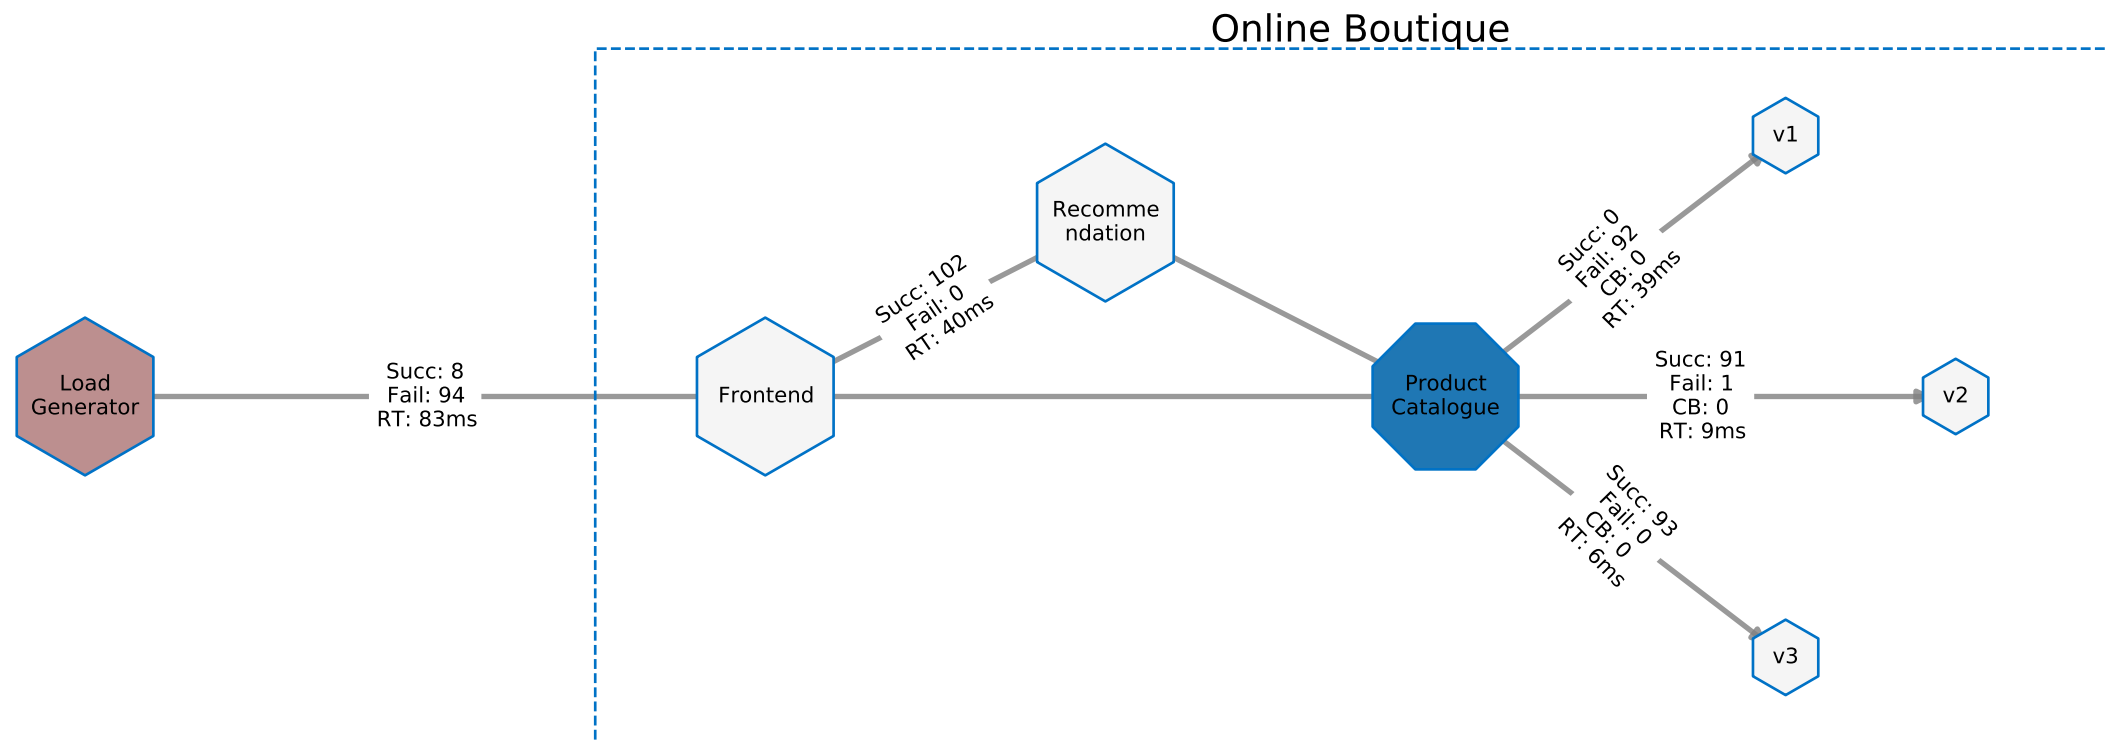 Online Boutique
Load
Generator
Succ: 8
Fail: 94
RT: 83ms
Frontend
Succ: 102
Fail: 0
RT: 40ms
Recomme
ndation
Product
Catalogue
Succ: 0
Fail: 92
CB: 0
RT: 39ms
v1
Succ: 91
Fail: 1
CB: 0
RT: 9ms
v2
Succ: 93
Fail: 0
CB: 0
RT: 6ms
v3